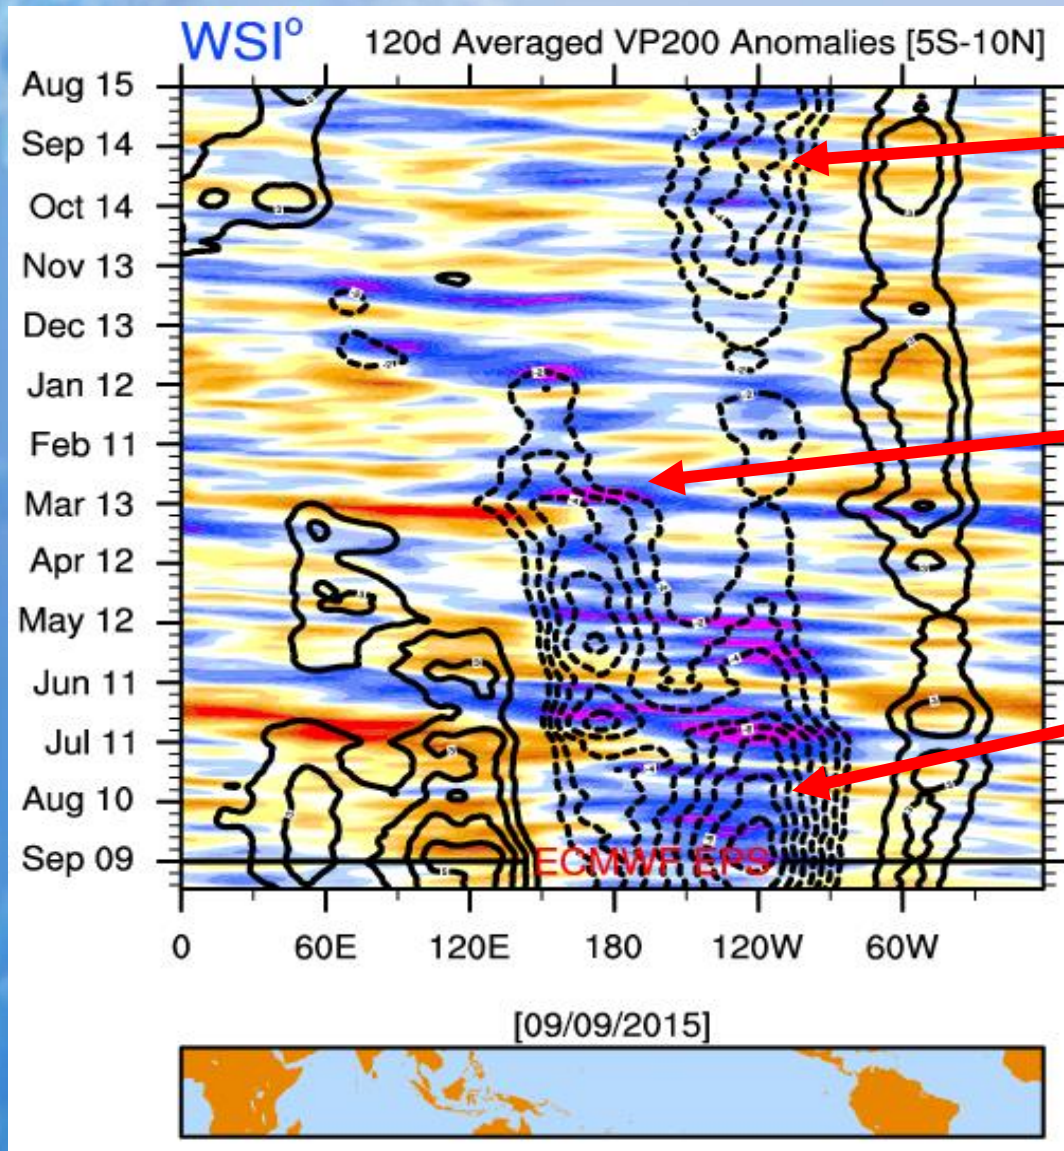 WSI°
120d Averaged VP200 Anomalies [5S-10N]
Aug 15
Sep 14
Oct 14
Nov 13
Dec 13
Jan 12
Feb 11
Mar 13
Apr 12
May 12
Jun 11
Jul 11
Aug 10
Sep 09
ECMWF EPS
0 60E 120E 180 120W 60W
[09/09/2015]